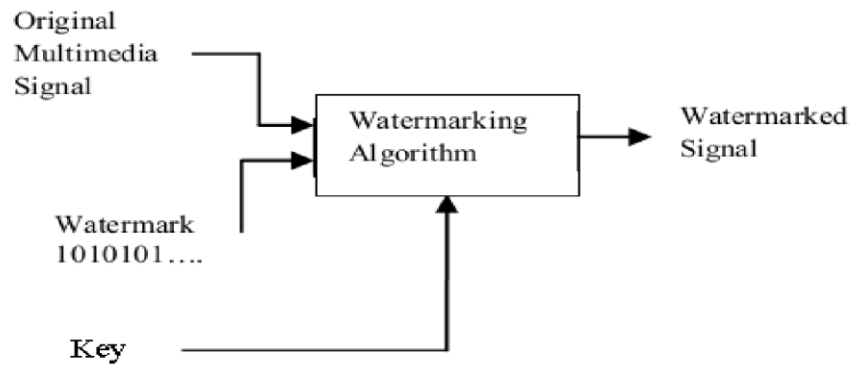 Original
Multimedia
Signal
Watermarking
Algorithm
Watermarked
Signal
Watermark
1010101....
Key